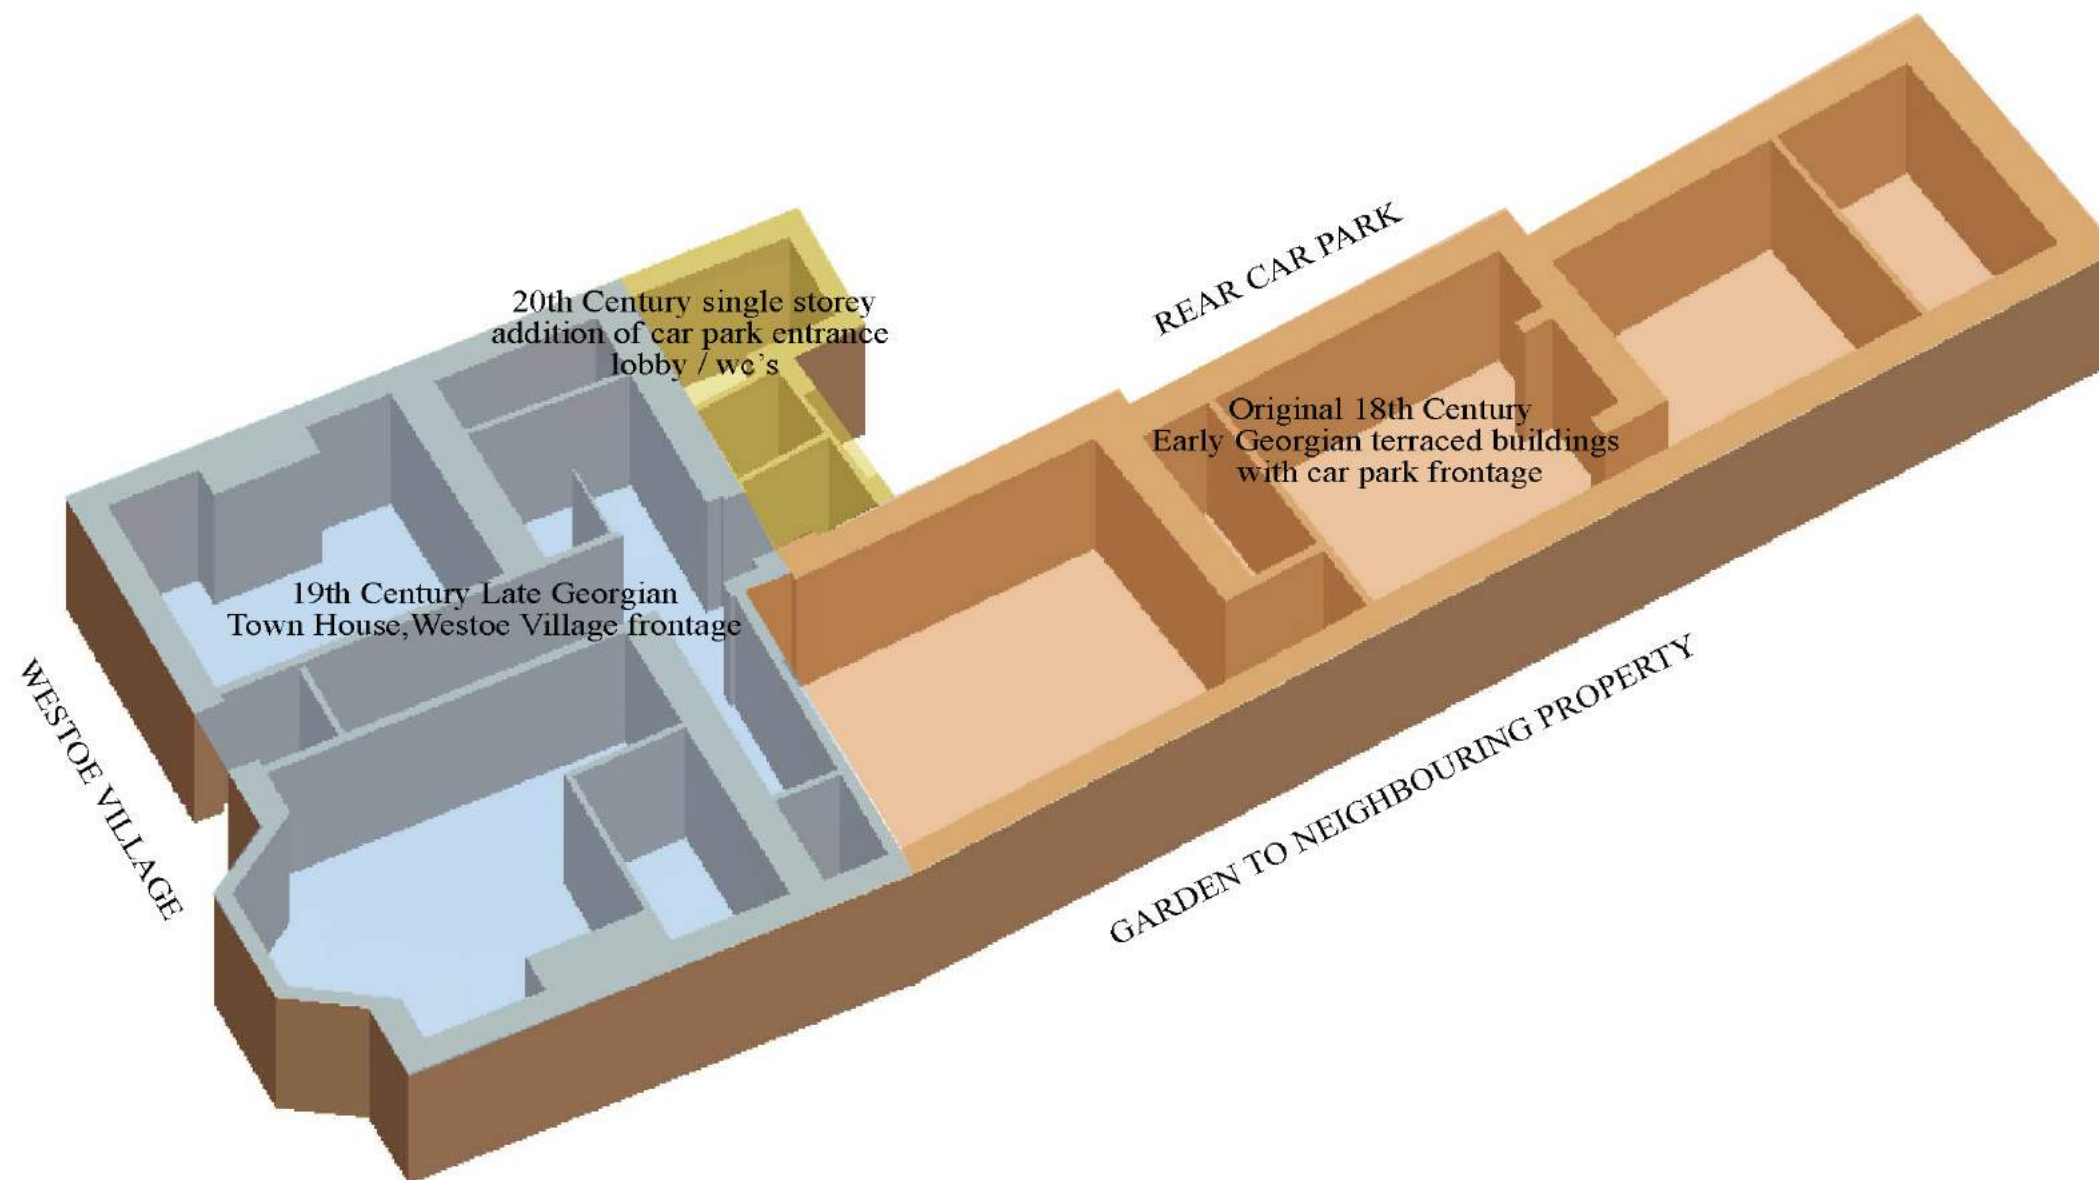 REAR CAR PARK
20th Century single storey
addition of car park entrance
lobby / wc's
Original 18th Century
Early Georgian terraced buildings
with car park frontage
19th Century Late Georgian
Town House,Westoe Village frontage
WESTOE VILLAGE
GARDEN TO NEIGHBOURING PROPERTY